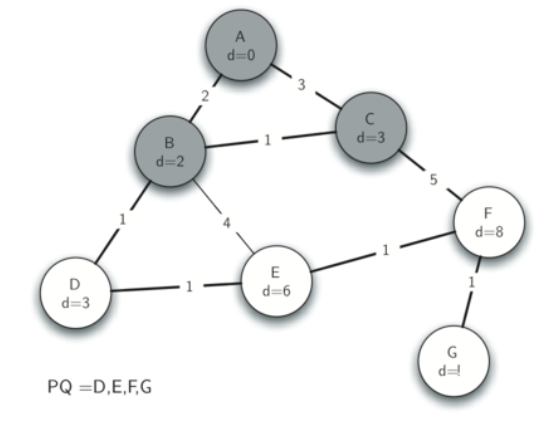 A
d=0
2
3
C
d=3
B
d=2
1
5
1
4
F
d=8
1
E
d=6
D
d=3
1
1
G
d=!
PQ =D,E,F,G